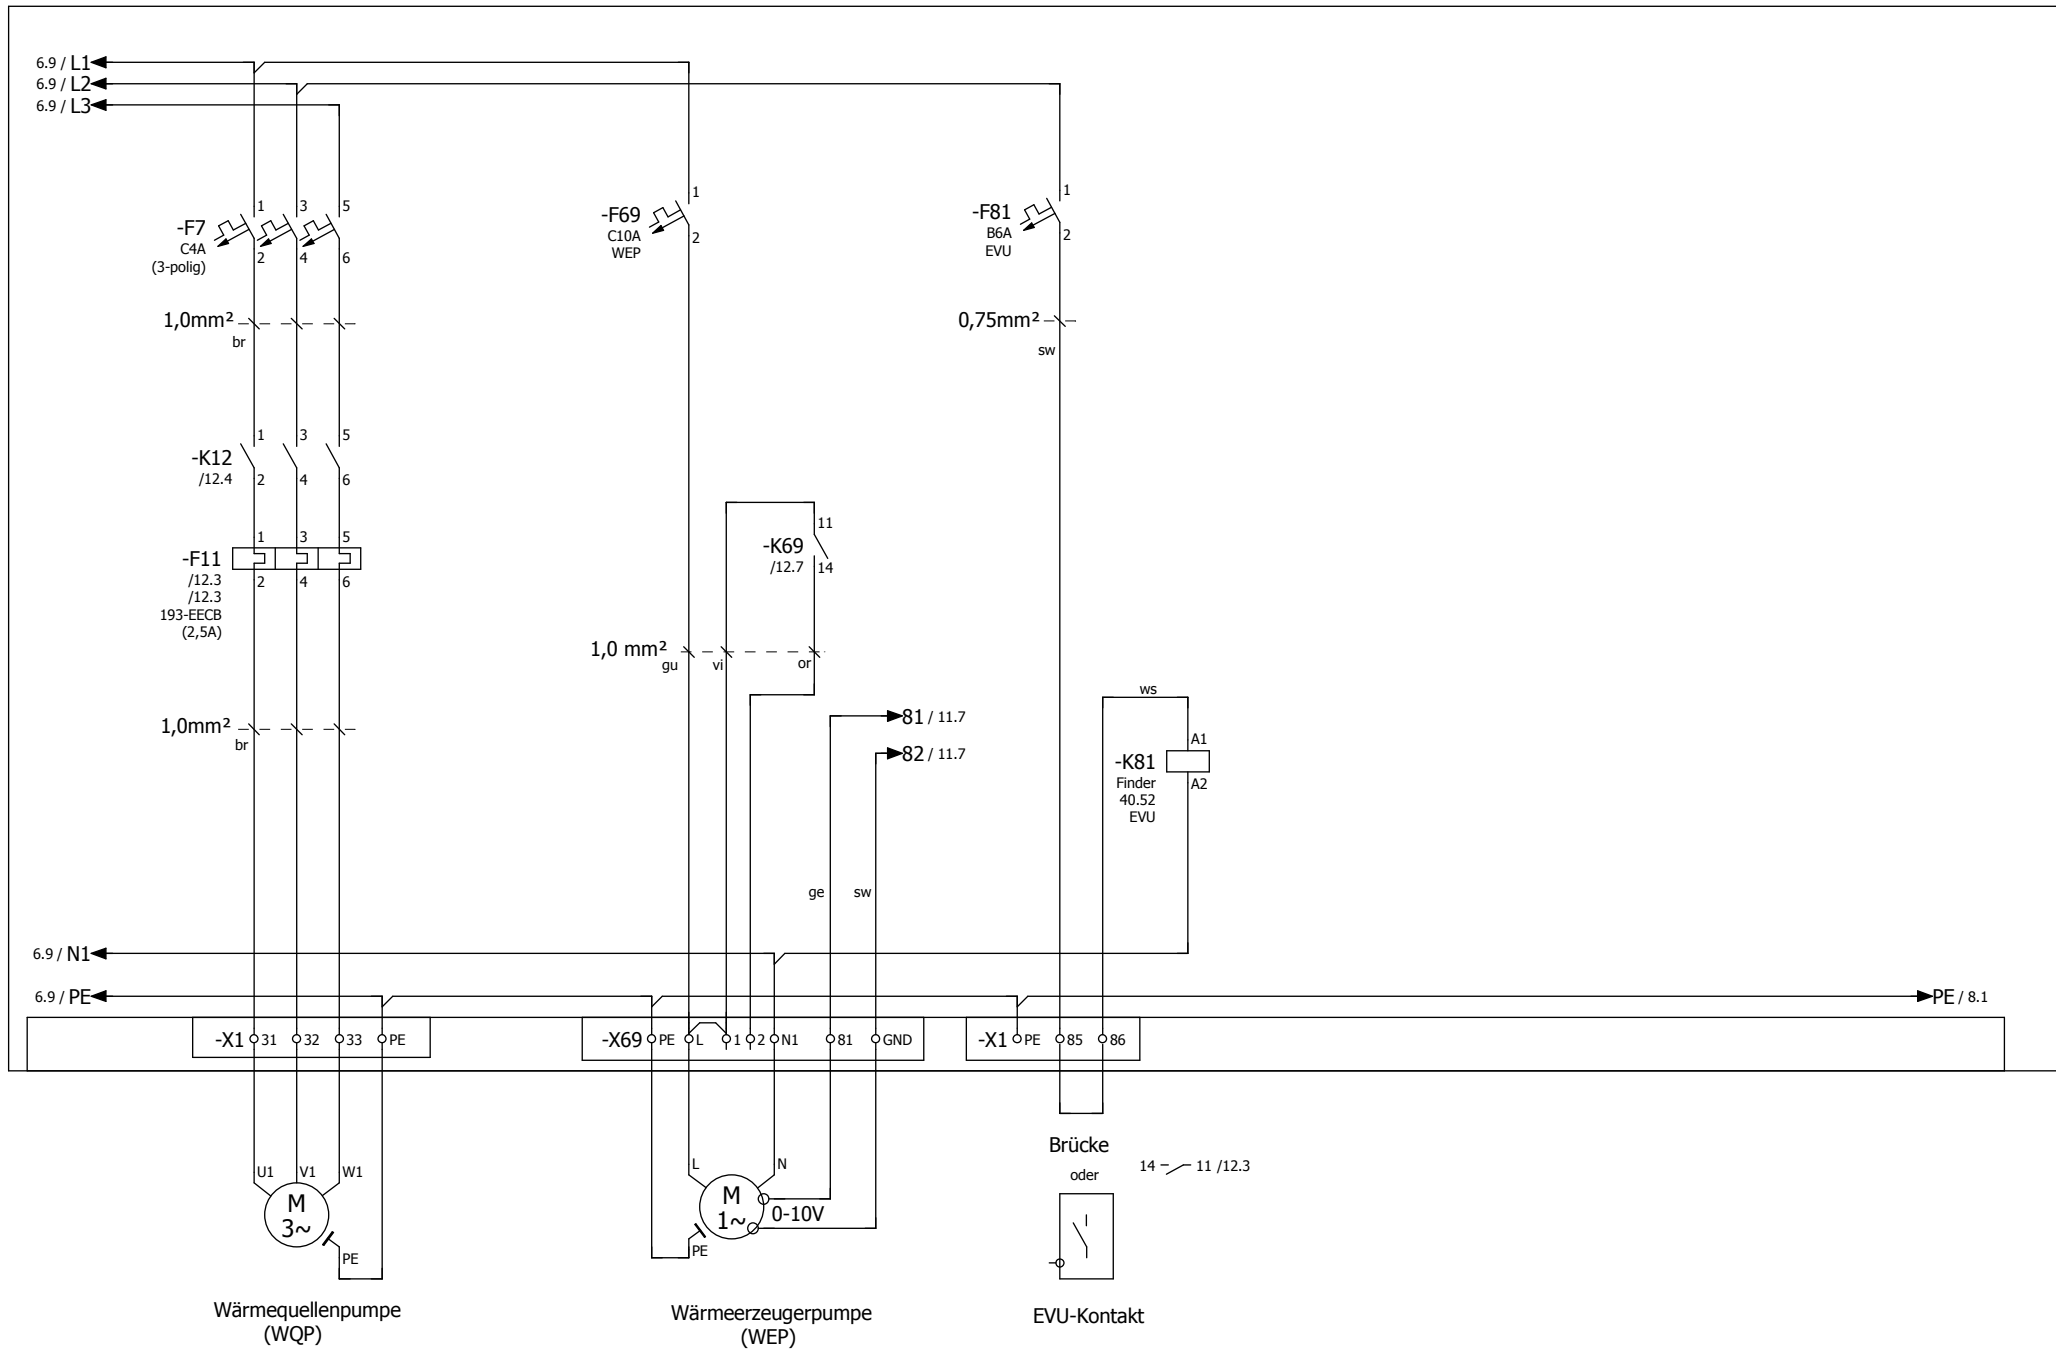 6.9 / L1
6.9 / L2
6.9 / L3
1 3 5
-F7
C4A
(3-polig)
2 4 6
1
-F69
C10A
WEP
2
1
-F81
B6A
EVU
2
1,0mm²
br
0,75mm²
sw
1 3 5
-K12
/12.4
2 4 6
1 3 5
-F11
/12.3
/12.3
193-EECB
(2,5A)
2 4 6
11
-K69
/12.7
14
1,0 mm²
gu vi or
1,0mm²
br
81 / 11.7
82 / 11.7
ws
A1
-K81
Finder
40.52
EVU
A2
ge sw
6.9 / N1
6.9 / PE
PE / 8.1
-X1 31 32 33 PE
-X69 PE L 1 2 N1 81 GND
-X1 PE 85 86
U1 V1 W1
M
3~
PE
Wärmequellenpumpe
(WQP)
L N
M
1~
0-10V
PE
Wärmeerzeugerpumpe
(WEP)
Brücke
oder
14 11 /12.3
EVU-Kontakt